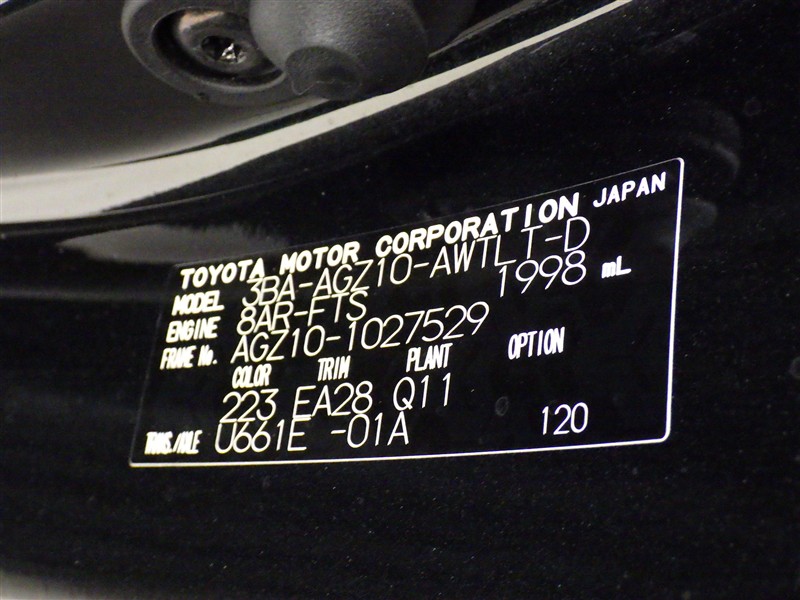 TOYOTA MOTOR CORPORATION JAPAN
MODEL 3BA-AGZ10-AWTLT-D
ENGINE 8AR-FTS 1998 mL
FRAME No. AGZ10-1027529
COLOR TRIM PLANT OPTION
223 EA28 Q11
TRANS./AXLE U661E -01A 120